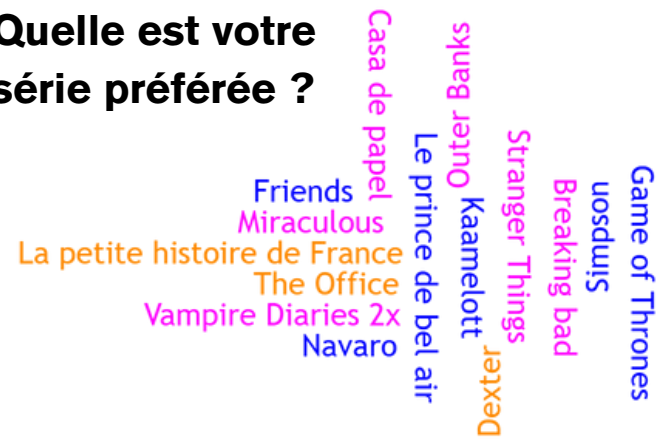 Quelle est votre
série préférée ?
Casa de papel
Outer Banks
Le prince de bel air
Kaamelott
Stranger Things
Breaking bad
Simpson
Game of Thrones
Friends
Miraculous
La petite histoire de France
The Office
Vampire Diaries 2x
Navaro
Dexter